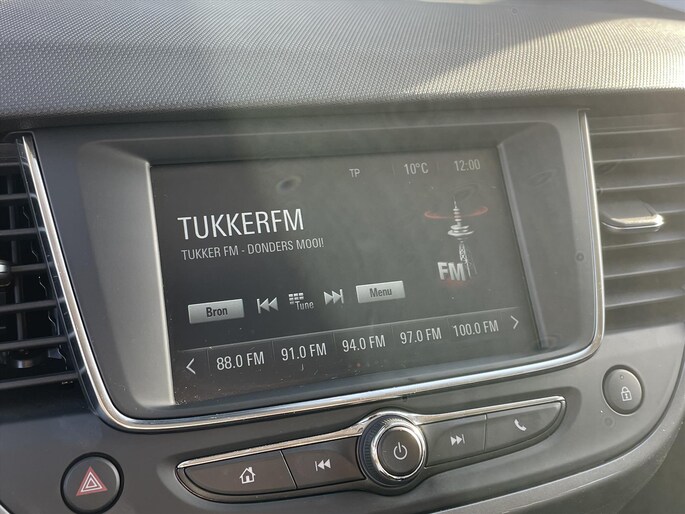 TP 10°C 12:00
TUKKERFM
TUKKER FM - DONDERS MOOI!
FM
Bron Tune Menu
88.0 FM 91.0 FM 94.0 FM 97.0 FM 100.0 FM